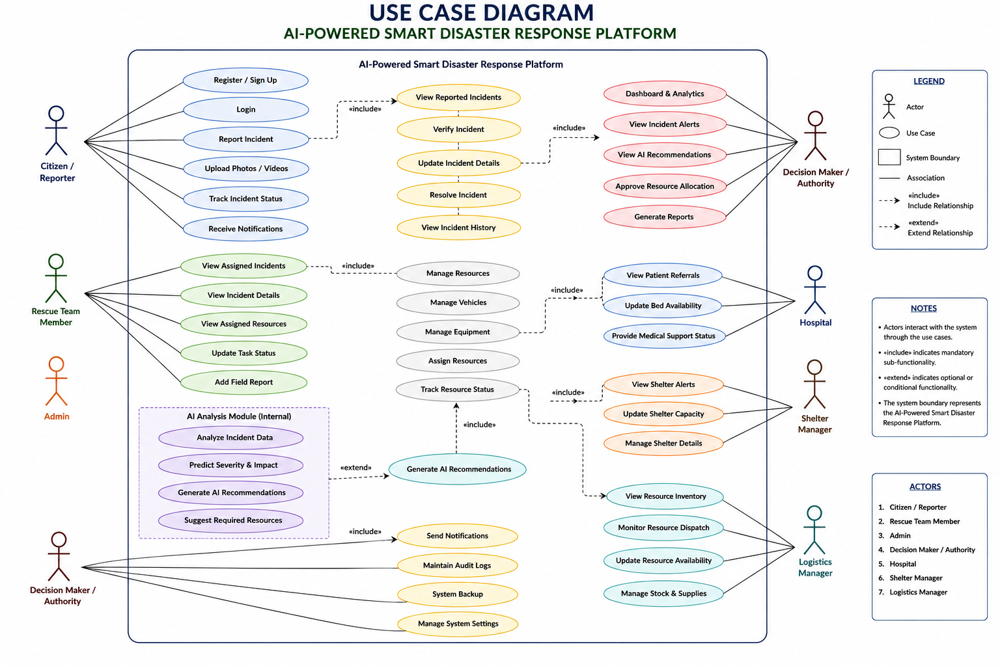 USE CASE DIAGRAM
AI-POWERED SMART DISASTER RESPONSE PLATFORM
AI-Powered Smart Disaster Response Platform
Citizen /
Reporter
Register / Sign Up
Login
Report Incident
Upload Photos / Videos
Track Incident Status
Receive Notifications
«include»
View Reported Incidents
Verify Incident
Update Incident Details
Resolve Incident
View Incident History
«include»
Dashboard & Analytics
View Incident Alerts
View AI Recommendations
Approve Resource Allocation
Generate Reports
Decision Maker /
Authority
Rescue Team
Member
View Assigned Incidents
View Incident Details
View Assigned Resources
Update Task Status
Add Field Report
«include»
Manage Resources
Manage Vehicles
Manage Equipment
Assign Resources
Track Resource Status
«include»
View Patient Referrals
Update Bed Availability
Provide Medical Support Status
Hospital
Admin
«include»
View Shelter Alerts
Update Shelter Capacity
Manage Shelter Details
Shelter
Manager
AI Analysis Module (Internal)
Analyze Incident Data
Predict Severity & Impact
Generate AI Recommendations
Suggest Required Resources
«extend»
«include»
Generate AI Recommendations
View Resource Inventory
Monitor Resource Dispatch
Update Resource Availability
Manage Stock & Supplies
Logistics
Manager
Decision Maker /
Authority
«include»
Send Notifications
Maintain Audit Logs
System Backup
Manage System Settings
LEGEND
Actor
Use Case
System Boundary
Association
«include»
Include Relationship
«extend»
Extend Relationship
NOTES
• Actors interact with the system
through the use cases.
• «include» indicates mandatory
sub-functionality.
• «extend» indicates optional or
conditional functionality.
• The system boundary represents
the AI-Powered Smart Disaster
Response Platform.
ACTORS
1. Citizen / Reporter
2. Rescue Team Member
3. Admin
4. Decision Maker / Authority
5. Hospital
6. Shelter Manager
7. Logistics Manager